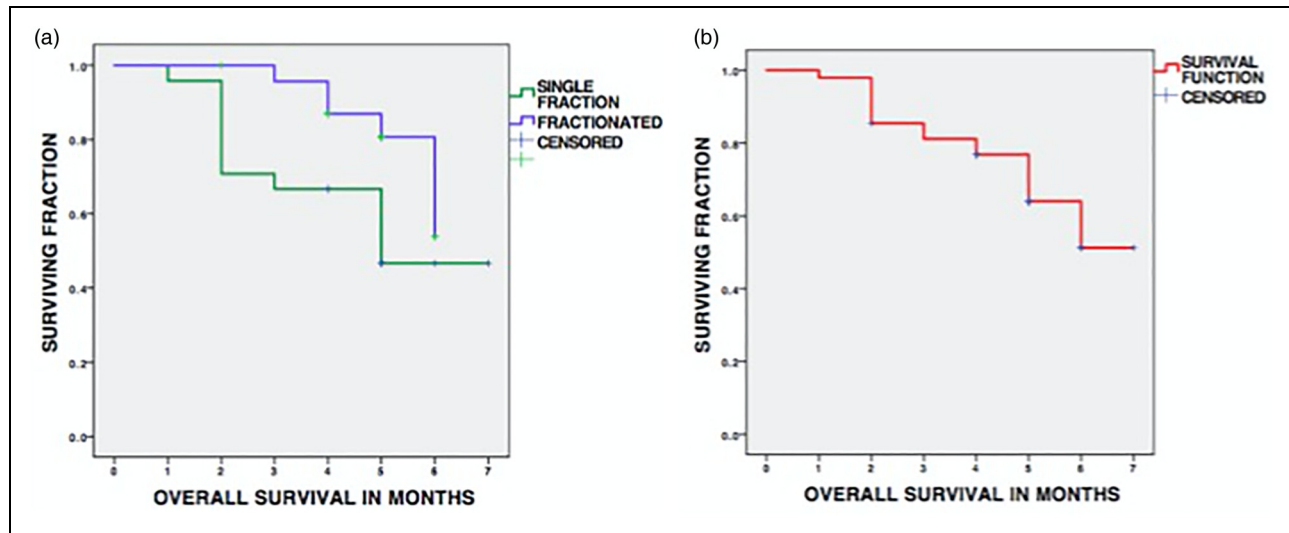 (a)
1.0
0.8
0.6
0.4
0.2
0.0
SURVIVING FRACTION
0 1 2 3 4 5 6 7
OVERALL SURVIVAL IN MONTHS
SINGLE
FRACTION
FRACTIONATED
CENSORED
(b)
1.0
0.8
0.6
0.4
0.2
0.0
SURVIVING FRACTION
0 1 2 3 4 5 6 7
OVERALL SURVIVAL IN MONTHS
SURVIVAL
FUNCTION
CENSORED